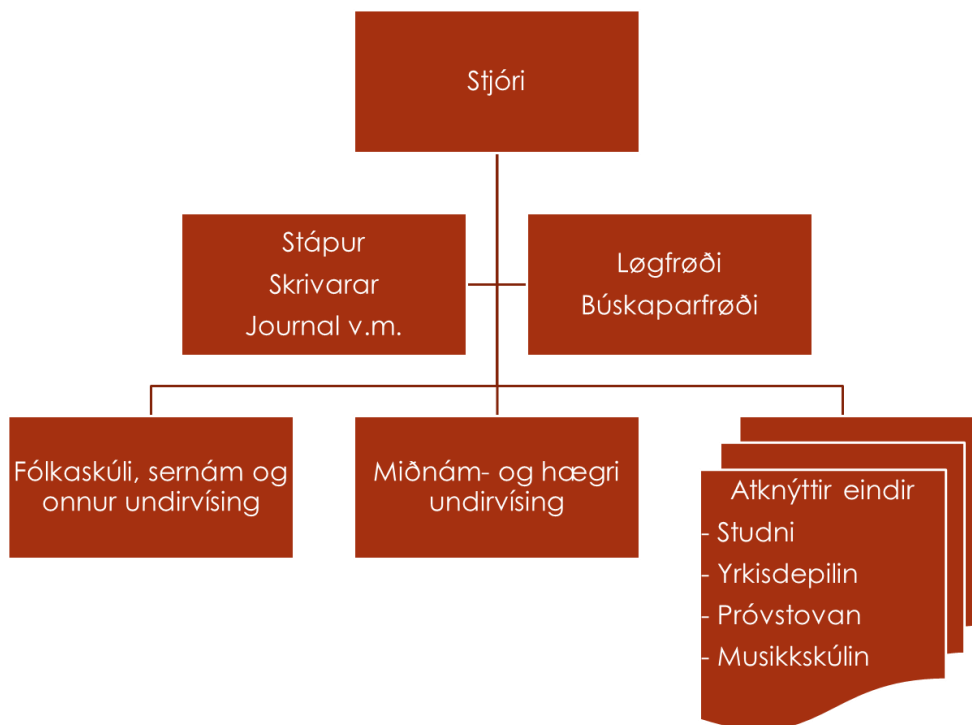 Stjóri
Stápur
Skrivarar
Journal v.m.
Løgfrøði
Búskaparfrøði
Fólkaskúli, sernám og
onnur undirvísing
Miðnám- og hægri
undirvísing
Atknýttir eindir
- Studni
- Yrkisdepilin
- Próvstovan
- Musikkskúlin